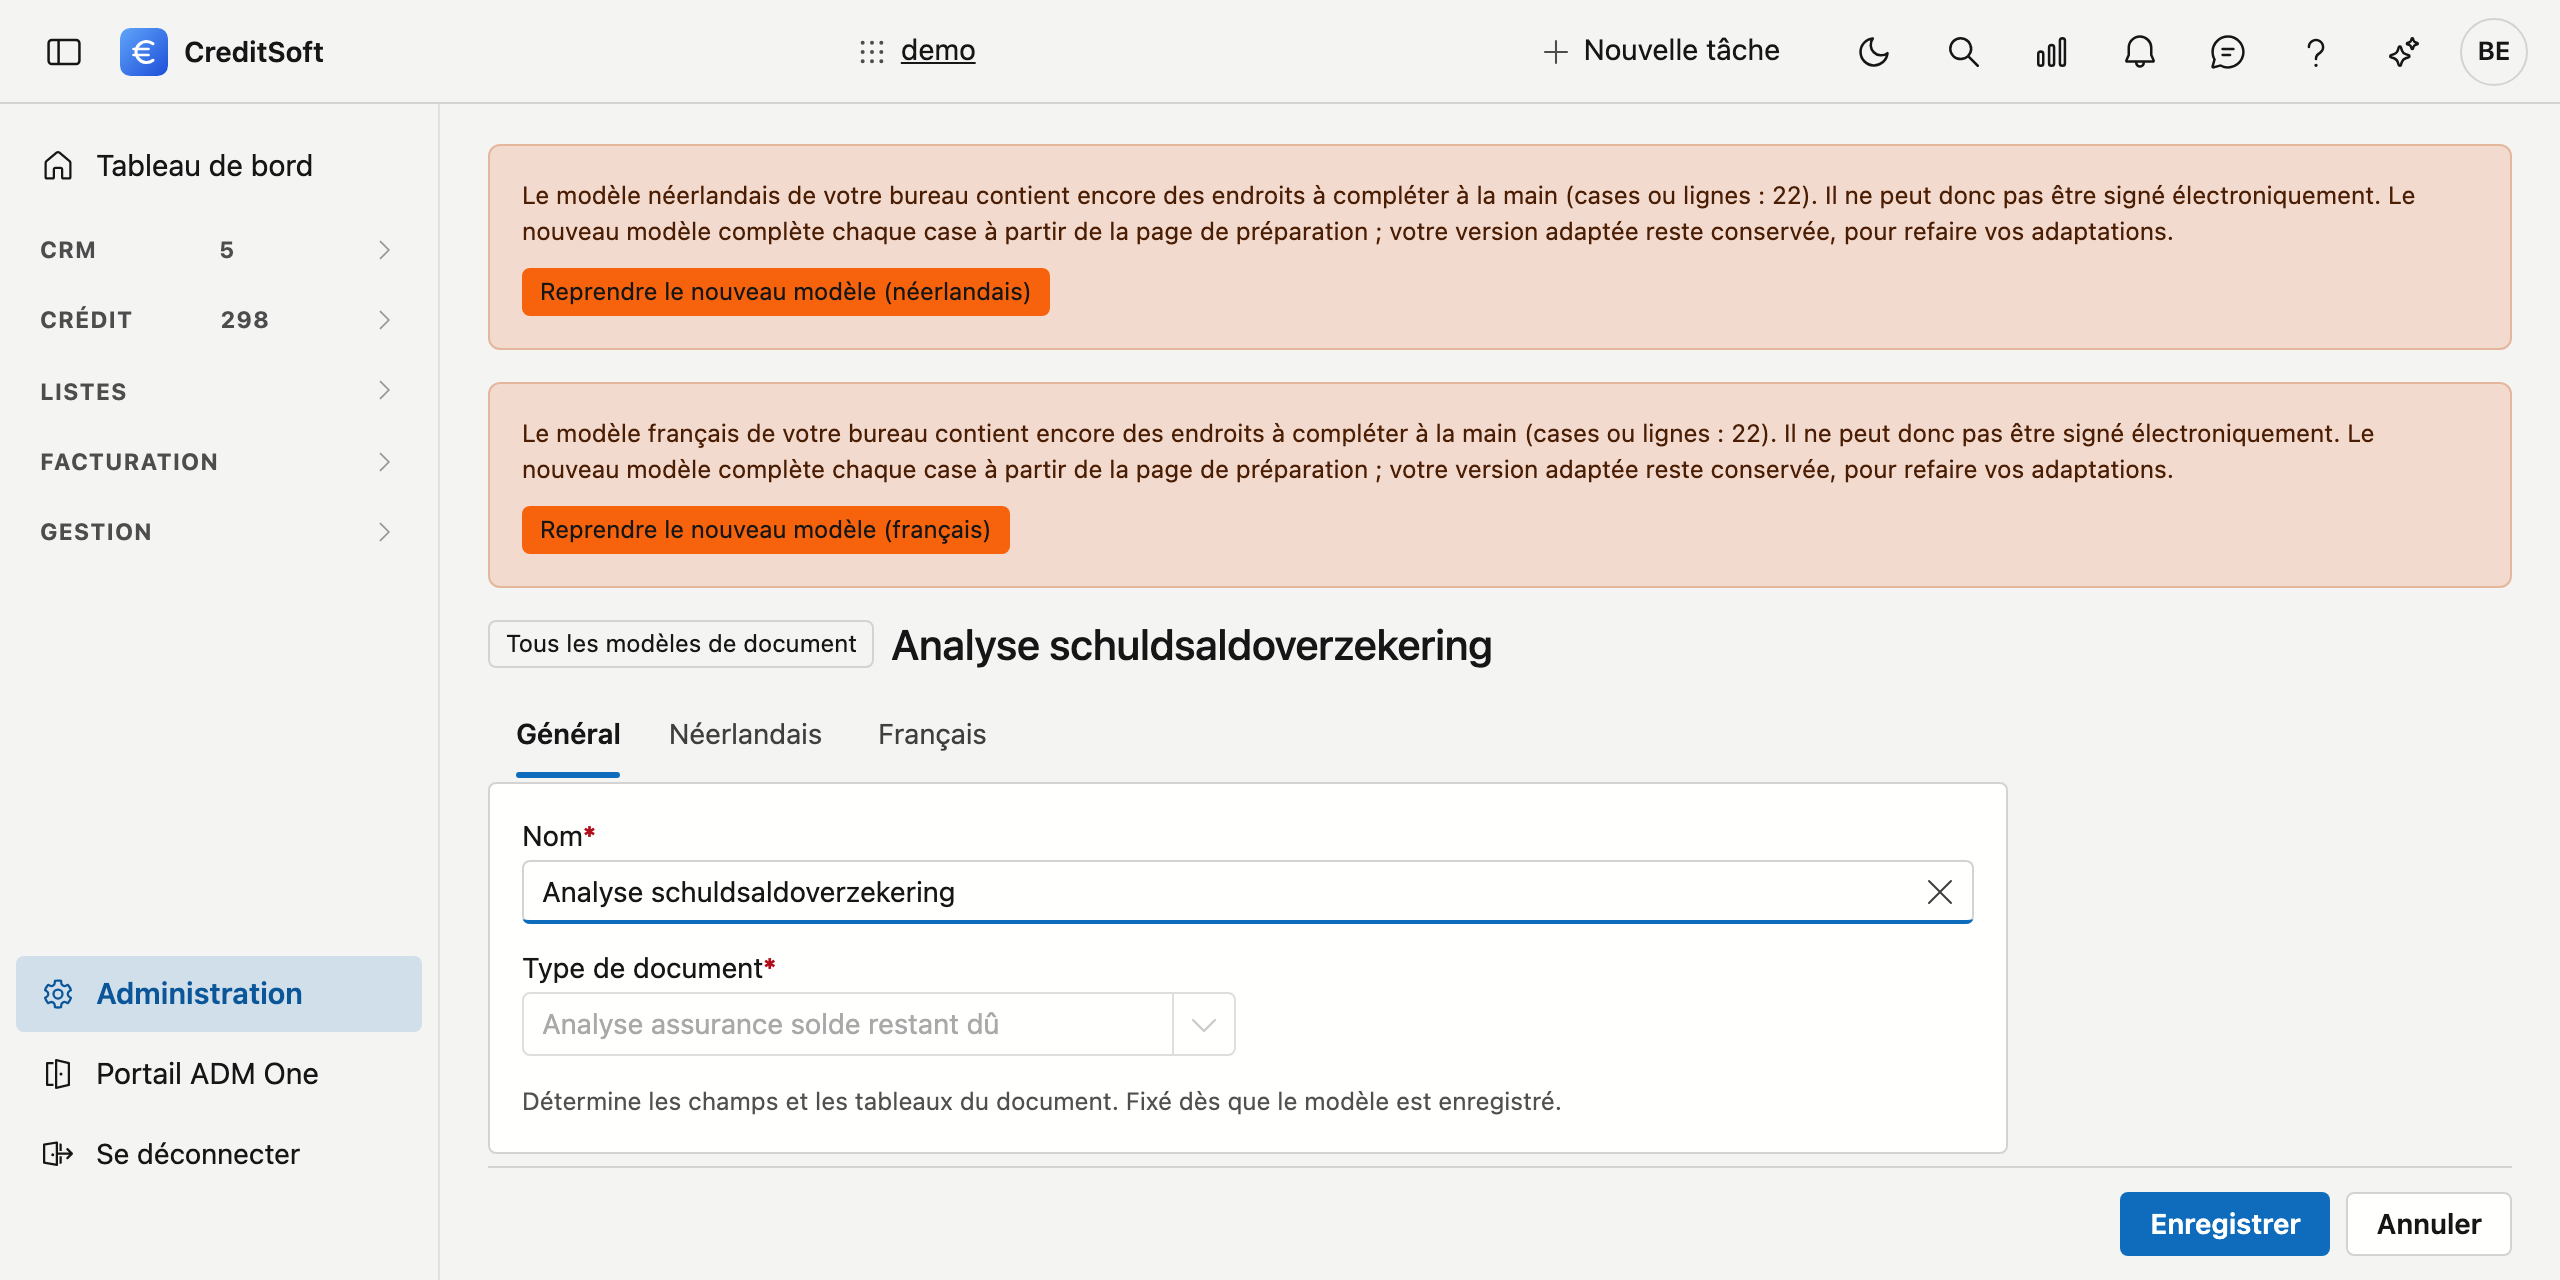 CreditSoft
demo
Nouvelle tâche
BE
Tableau de bord
CRM 5
CRÉDIT 298
LISTES
FACTURATION
GESTION
Administration
Portail ADM One
Se déconnecter
Le modèle néerlandais de votre bureau contient encore des endroits à compléter à la main (cases ou lignes : 22). Il ne peut donc pas être signé électroniquement. Le
nouveau modèle complète chaque case à partir de la page de préparation ; votre version adaptée reste conservée, pour refaire vos adaptations.
Reprendre le nouveau modèle (néerlandais)
Le modèle français de votre bureau contient encore des endroits à compléter à la main (cases ou lignes : 22). Il ne peut donc pas être signé électroniquement. Le
nouveau modèle complète chaque case à partir de la page de préparation ; votre version adaptée reste conservée, pour refaire vos adaptations.
Reprendre le nouveau modèle (français)
Tous les modèles de document
Analyse schuldsaldoverzekering
Général
Néerlandais
Français
Nom*
Analyse schuldsaldoverzekering
Type de document*
Analyse assurance solde restant dû
Détermine les champs et les tableaux du document. Fixé dès que le modèle est enregistré.
Enregistrer
Annuler